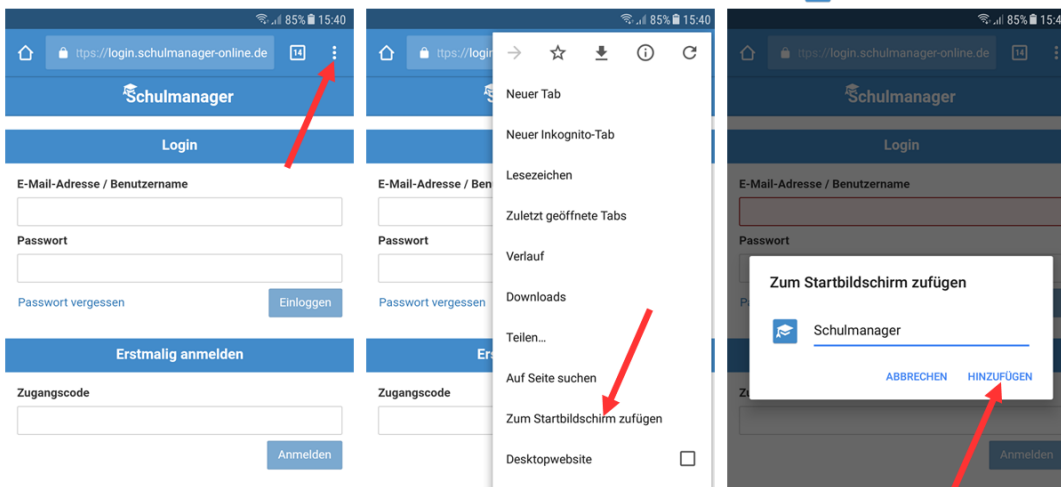 85% 15:40
ttps://login.schulmanager-online.de 14
Schulmanager
Login
E-Mail-Adresse / Benutzername
Passwort
Passwort vergessen
Einloggen
Erstmalig anmelden
Zugangscode
Anmelden
85% 15:40
ttps://login
Neuer Tab
Neuer Inkognito-Tab
Lesezeichen
Zuletzt geöffnete Tabs
Verlauf
Downloads
Teilen...
Auf Seite suchen
Zum Startbildschirm zufügen
Desktopwebsite
E-Mail-Adresse / Ben
Passwort
Passwort vergessen
Ers
Zugangscode
85% 15:4
ttps://login.schulmanager-online.de 14
Schulmanager
Login
E-Mail-Adresse / Benutzername
Passwort
Zum Startbildschirm zufügen
Schulmanager
ABBRECHEN HINZUFÜGEN
Anmelden